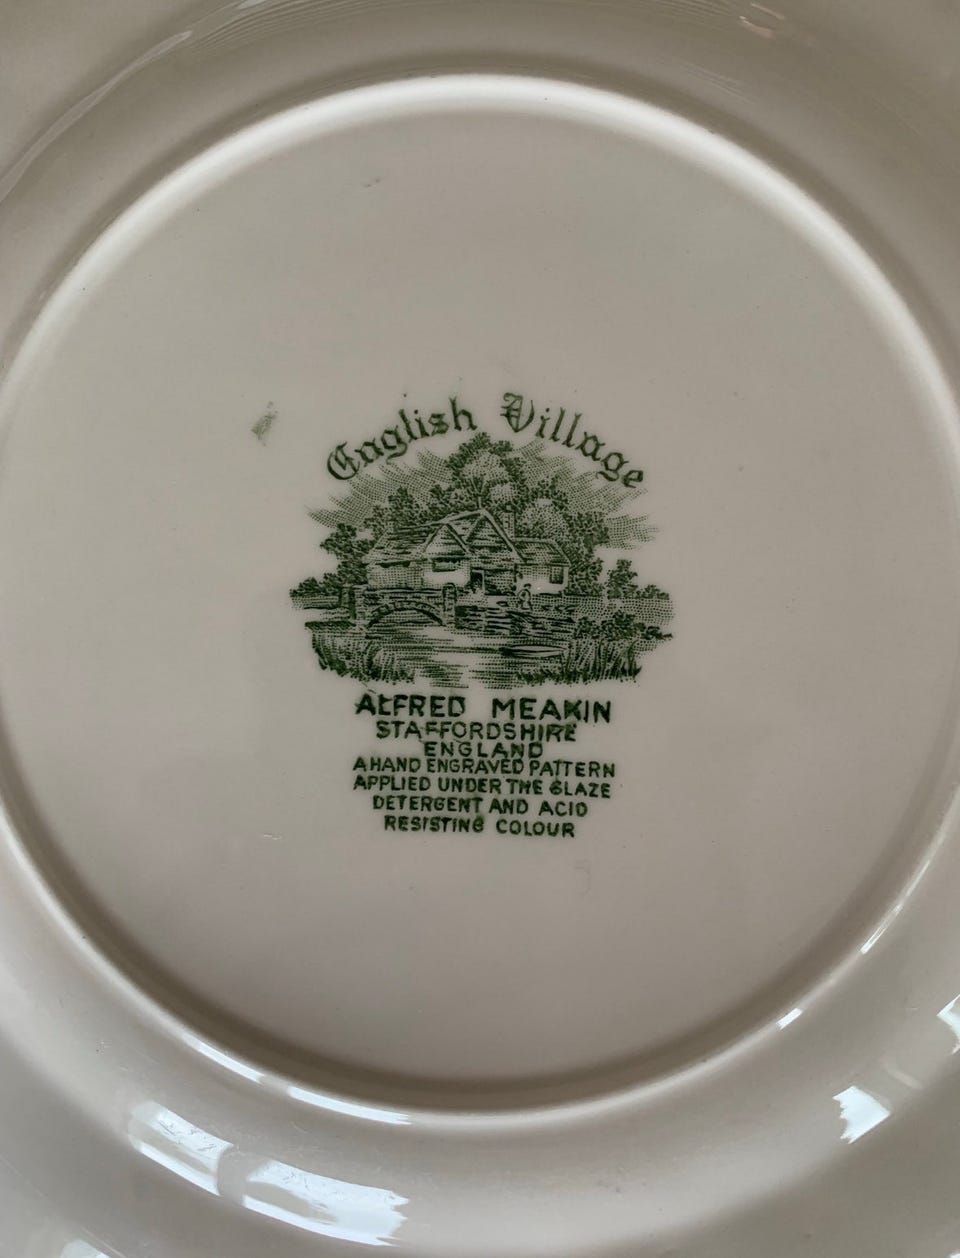 English Village
ALFRED MEAKIN
STAFFORDSHIRE
ENGLAND
A HAND ENGRAVED PATTERN
APPLIED UNDER THE GLAZE
DETERGENT AND ACID
RESISTING COLOUR